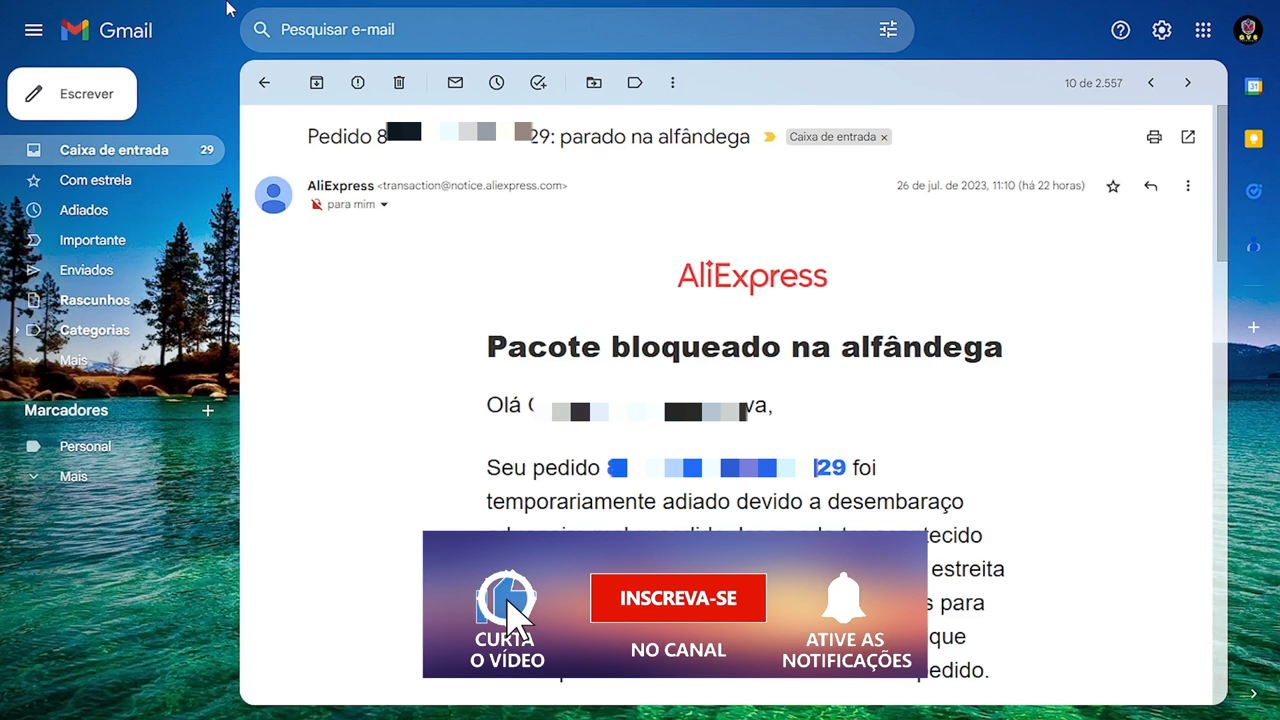 Gmail
Pesquisar e-mail
Escrever
10 de 2.557
Caixa de entrada 29
Com estrela
Adiados
Importante
Enviados
Rascunhos 5
Categorias
Mais
Marcadores
Personal
Mais
Pedido 8 29: parado na alfândega Caixa de entrada ×
AliExpress <transaction@notice.aliexpress.com> 26 de jul. de 2023, 11:10 (há 22 horas)
para mim
AliExpress
Pacote bloqueado na alfândega
Olá va,
Seu pedido 29 foi
temporariamente adiado devido a desembaraço
tecido
estreita
s para
que
edido.
CURTA
O VÍDEO
INSCREVA-SE
NO CANAL
ATIVE AS
NOTIFICAÇÕES
31